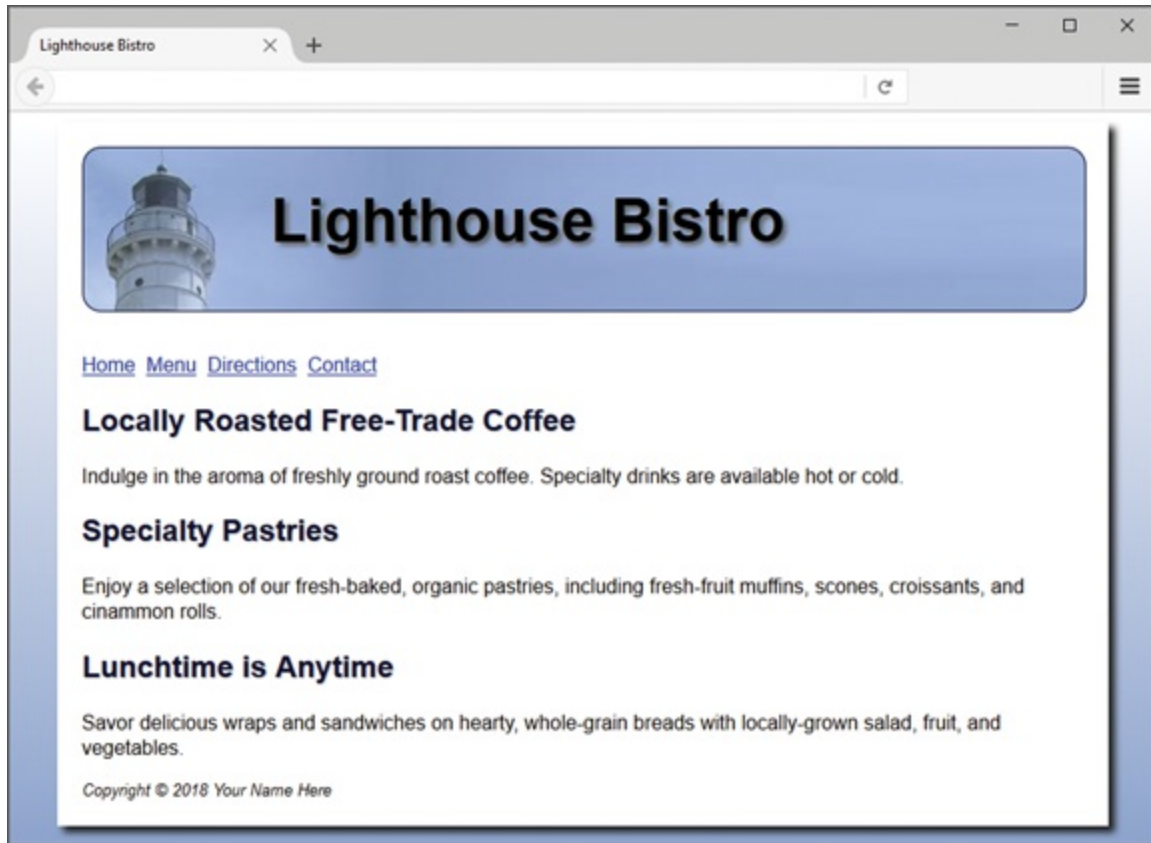 Lighthouse Bistro
Lighthouse Bistro
Home Menu Directions Contact
Locally Roasted Free-Trade Coffee
Indulge in the aroma of freshly ground roast coffee. Specialty drinks are available hot or cold.
Specialty Pastries
Enjoy a selection of our fresh-baked, organic pastries, including fresh-fruit muffins, scones, croissants, and
cinammon rolls.
Lunchtime is Anytime
Savor delicious wraps and sandwiches on hearty, whole-grain breads with locally-grown salad, fruit, and
vegetables.
Copyright © 2018 Your Name Here